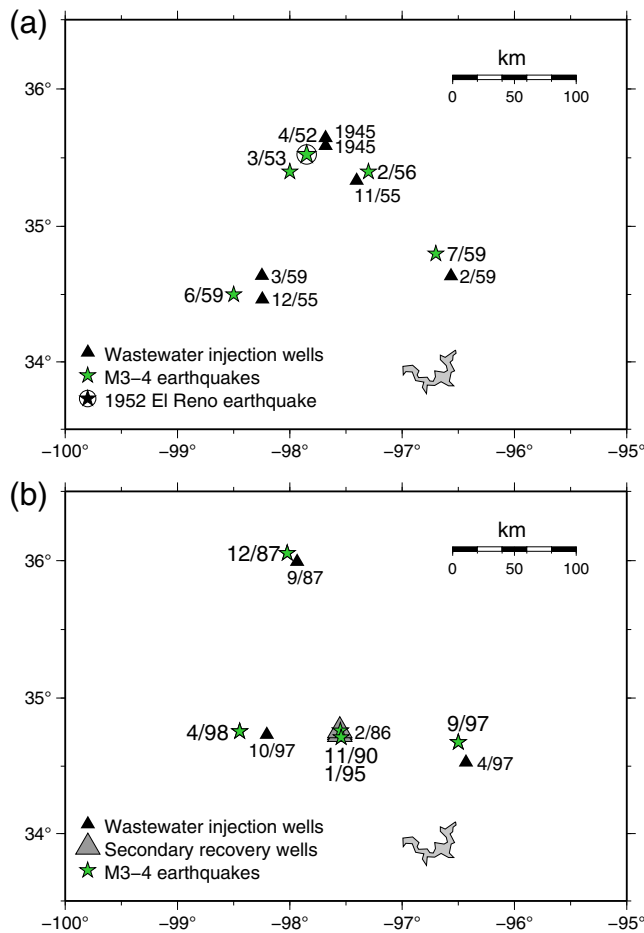 (a)
36°
35°
34°
km
0 50 100
4/52
1945
1945
3/53
2/56
11/55
7/59
3/59
2/59
6/59
12/55
Wastewater injection wells
M3−4 earthquakes
1952 El Reno earthquake
−100° −99° −98° −97° −96° −95°
(b)
36°
35°
34°
km
0 50 100
12/87
9/87
9/97
4/98
2/86
10/97
11/90
4/97
1/95
Wastewater injection wells
Secondary recovery wells
M3−4 earthquakes
−100° −99° −98° −97° −96° −95°